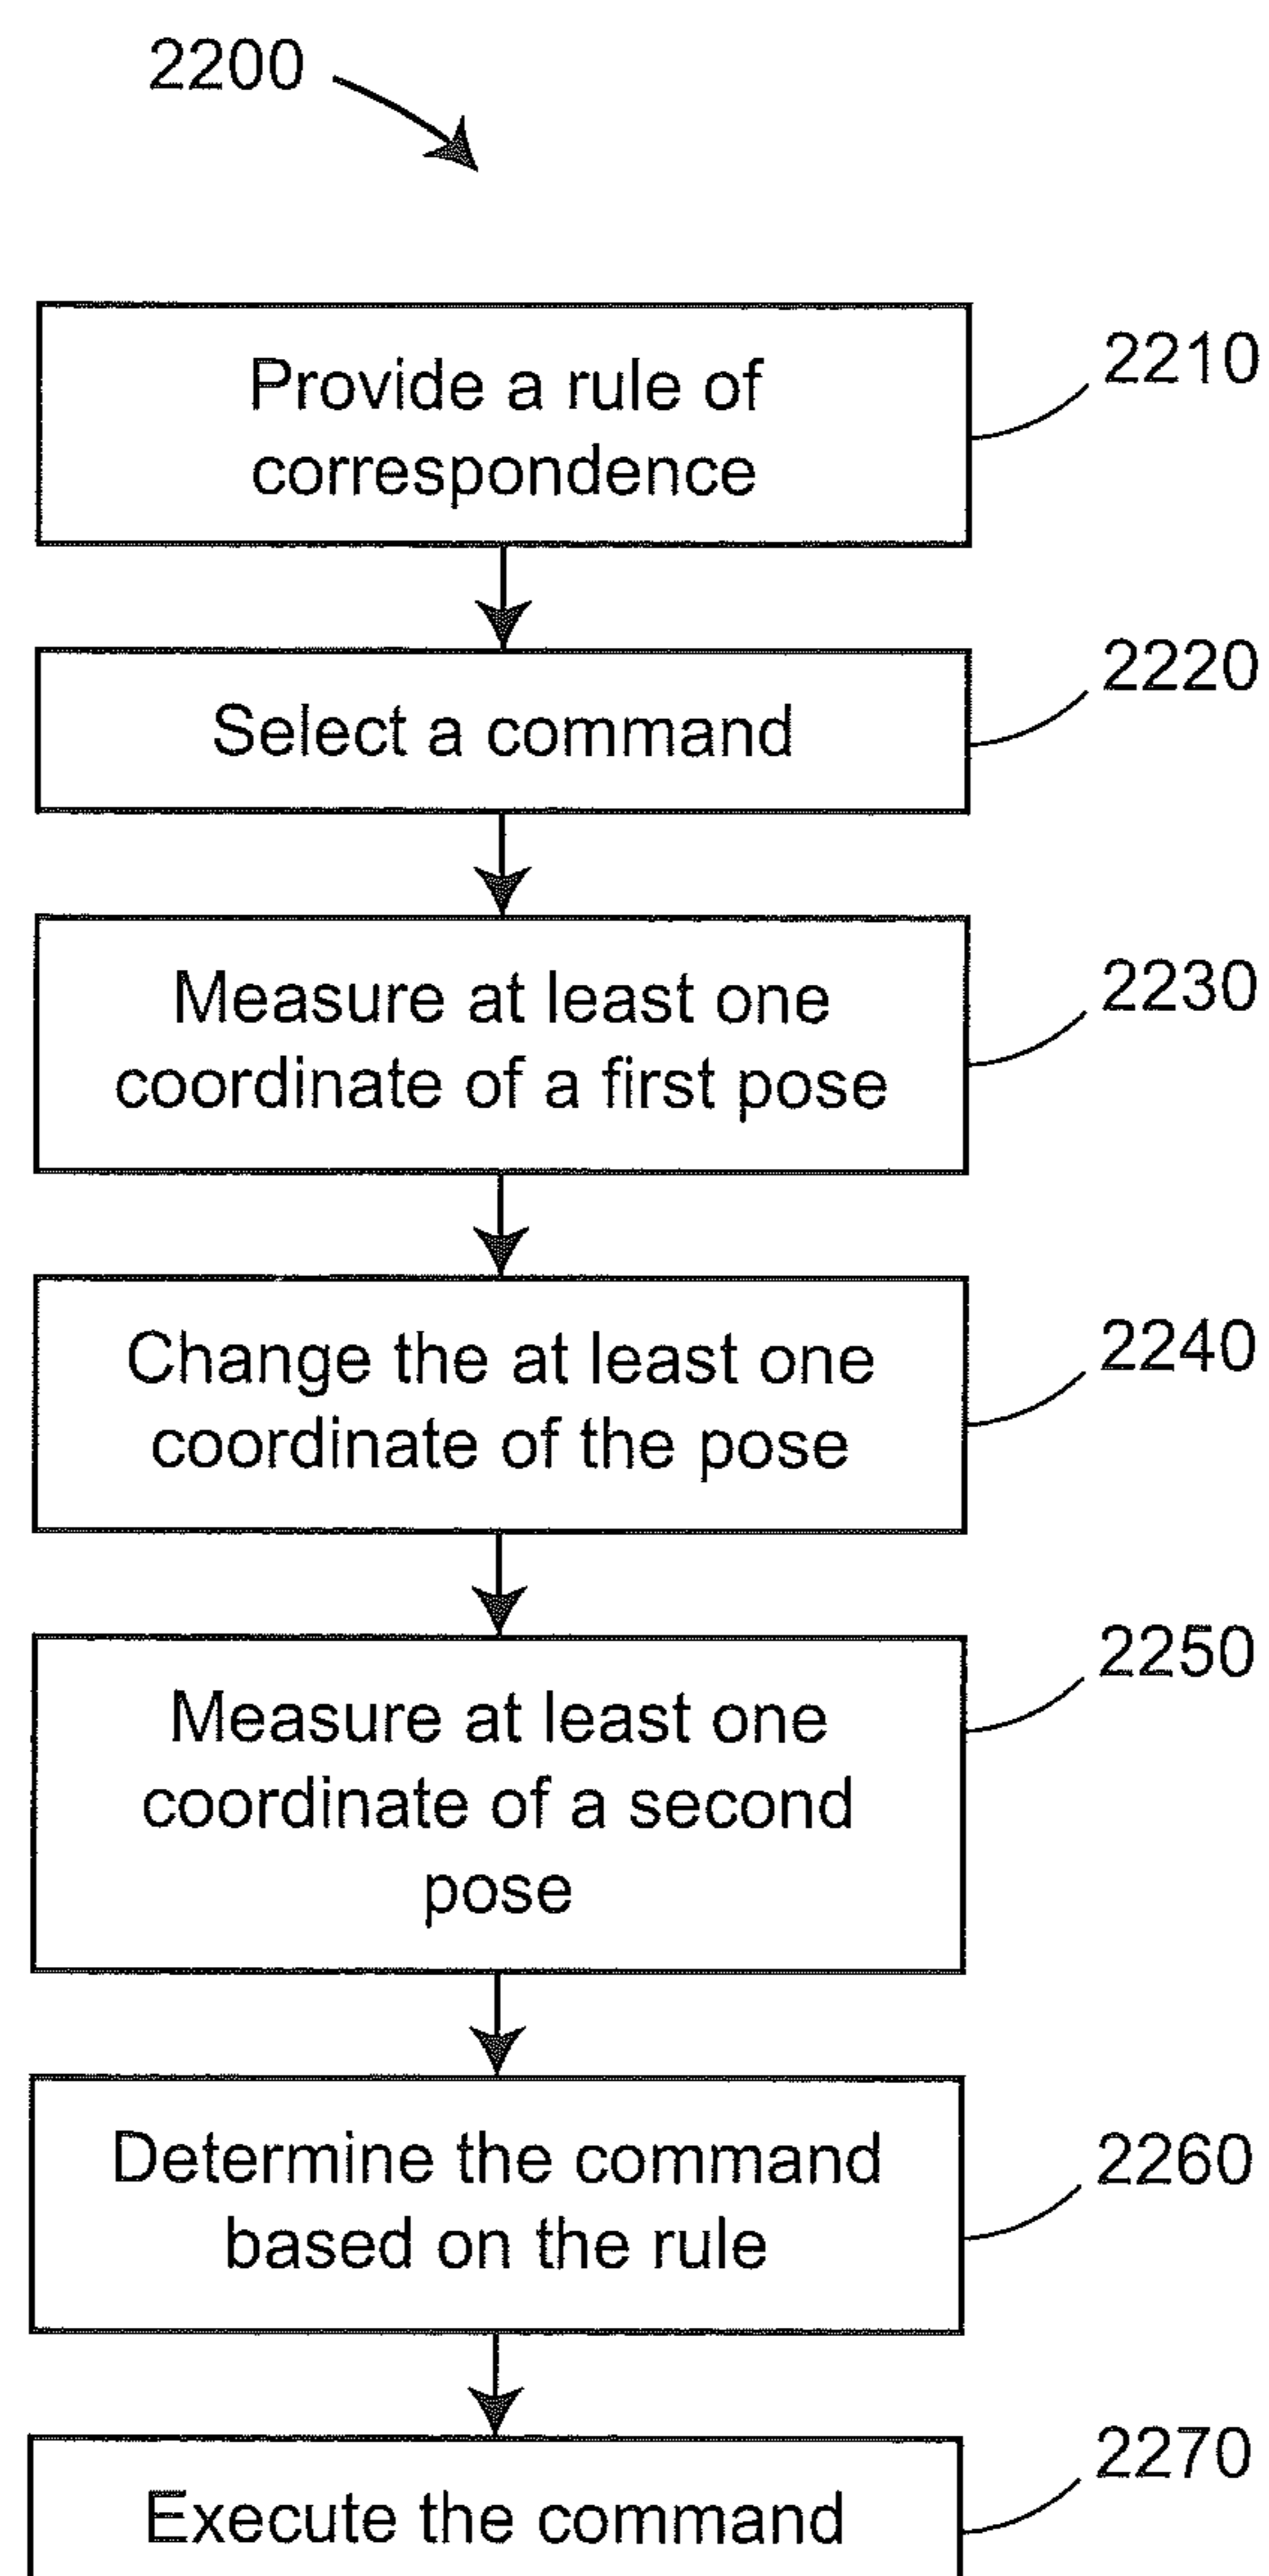 2200
Provide a rule of
correspondence
2210
Select a command
2220
Measure at least one
coordinate of a first pose
2230
Change the at least one
coordinate of the pose
2240
Measure at least one
coordinate of a second
pose
2250
Determine the command
based on the rule
2260
Execute the command
2270